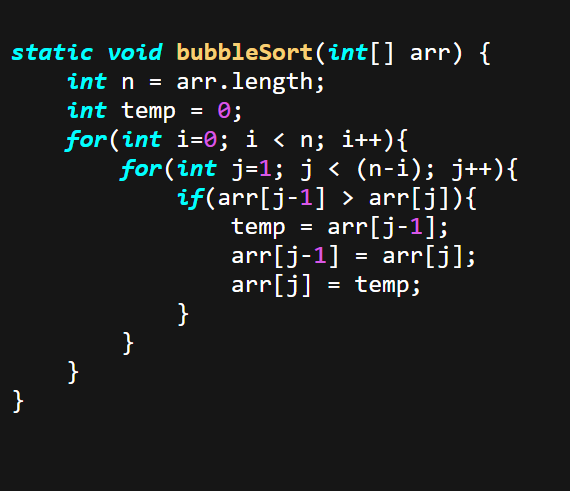 static void bubbleSort(int[] arr) {
    int n = arr.length;
    int temp = 0;
    for(int i=0; i < n; i++){
        for(int j=1; j < (n-i); j++){
            if(arr[j-1] > arr[j]){
                temp = arr[j-1];
                arr[j-1] = arr[j];
                arr[j] = temp;
            }
        }
    }
}